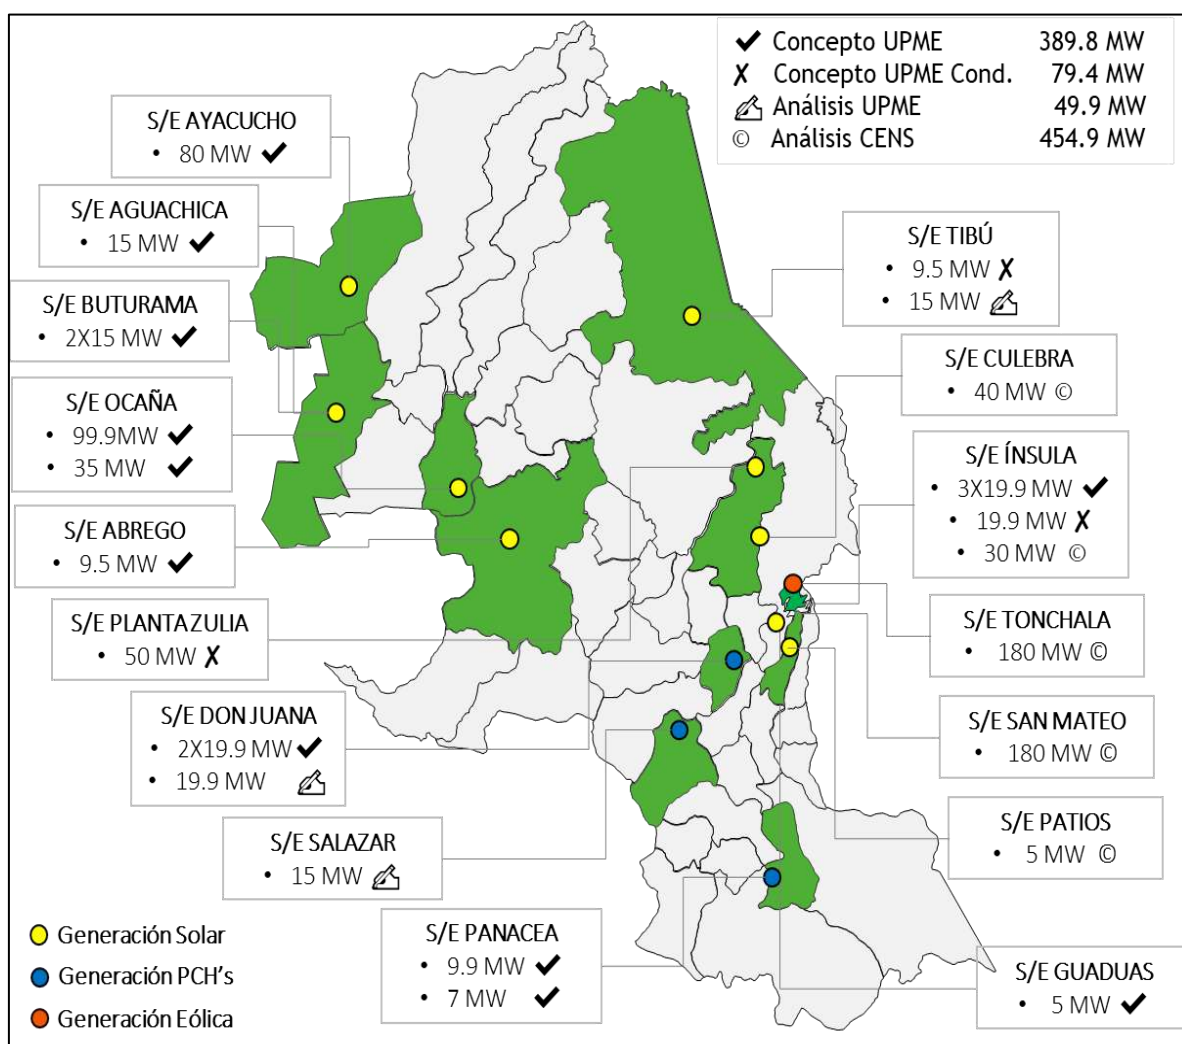 ✔ Concepto UPME 389.8 MW
✗ Concepto UPME Cond. 79.4 MW
✍ Análisis UPME 49.9 MW
© Análisis CENS 454.9 MW
S/E AYACUCHO
• 80 MW ✔
S/E AGUACHICA
• 15 MW ✔
S/E BUTURAMA
• 2X15 MW ✔
S/E OCAÑA
• 99.9MW ✔
• 35 MW ✔
S/E ABREGO
• 9.5 MW ✔
S/E PLANTA ZULIA
• 50 MW ✗
S/E DON JUANA
• 2X19.9 MW ✔
• 19.9 MW ✍
S/E SALAZAR
• 15 MW ✍
S/E PANACEA
• 9.9 MW ✔
• 7 MW ✔
S/E TIBÚ
• 9.5 MW ✗
• 15 MW ✍
S/E CULEBRA
• 40 MW ©
S/E ÍNSULA
• 3X19.9 MW ✔
• 19.9 MW ✗
• 30 MW ©
S/E TONCHALA
• 180 MW ©
S/E SAN MATEO
• 180 MW ©
S/E PATIOS
• 5 MW ©
S/E GUADUAS
• 5 MW ✔
Generación Solar
Generación PCH's
Generación Eólica